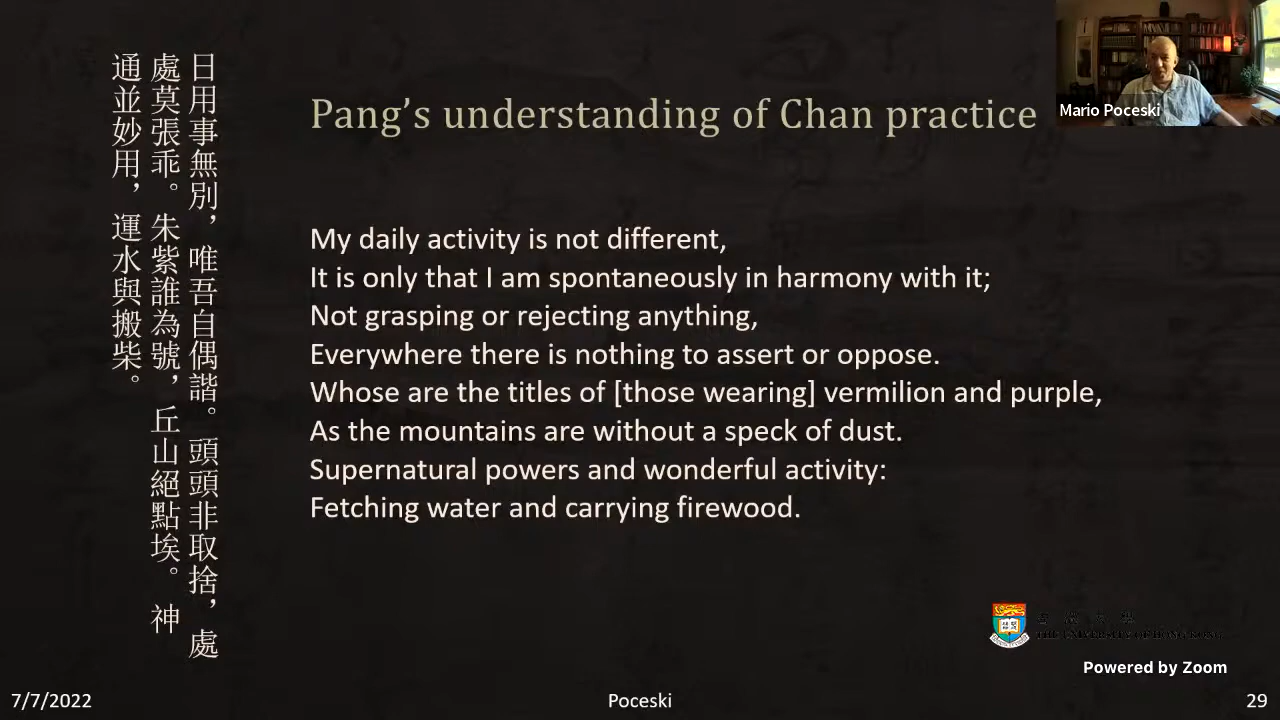 Pang’s understanding of Chan practice
Mario Poceski
日用事無別，唯吾自偶諧。頭頭非取捨，處
處莫張乖。朱紫誰為號，丘山絕點埃。神
通並妙用，運水與搬柴。
My daily activity is not different,
It is only that I am spontaneously in harmony with it;
Not grasping or rejecting anything,
Everywhere there is nothing to assert or oppose.
Whose are the titles of [those wearing] vermilion and purple,
As the mountains are without a speck of dust.
Supernatural powers and wonderful activity:
Fetching water and carrying firewood.
THE UNIVERSITY OF HONG KONG
Powered by Zoom
7/7/2022
Poceski
29